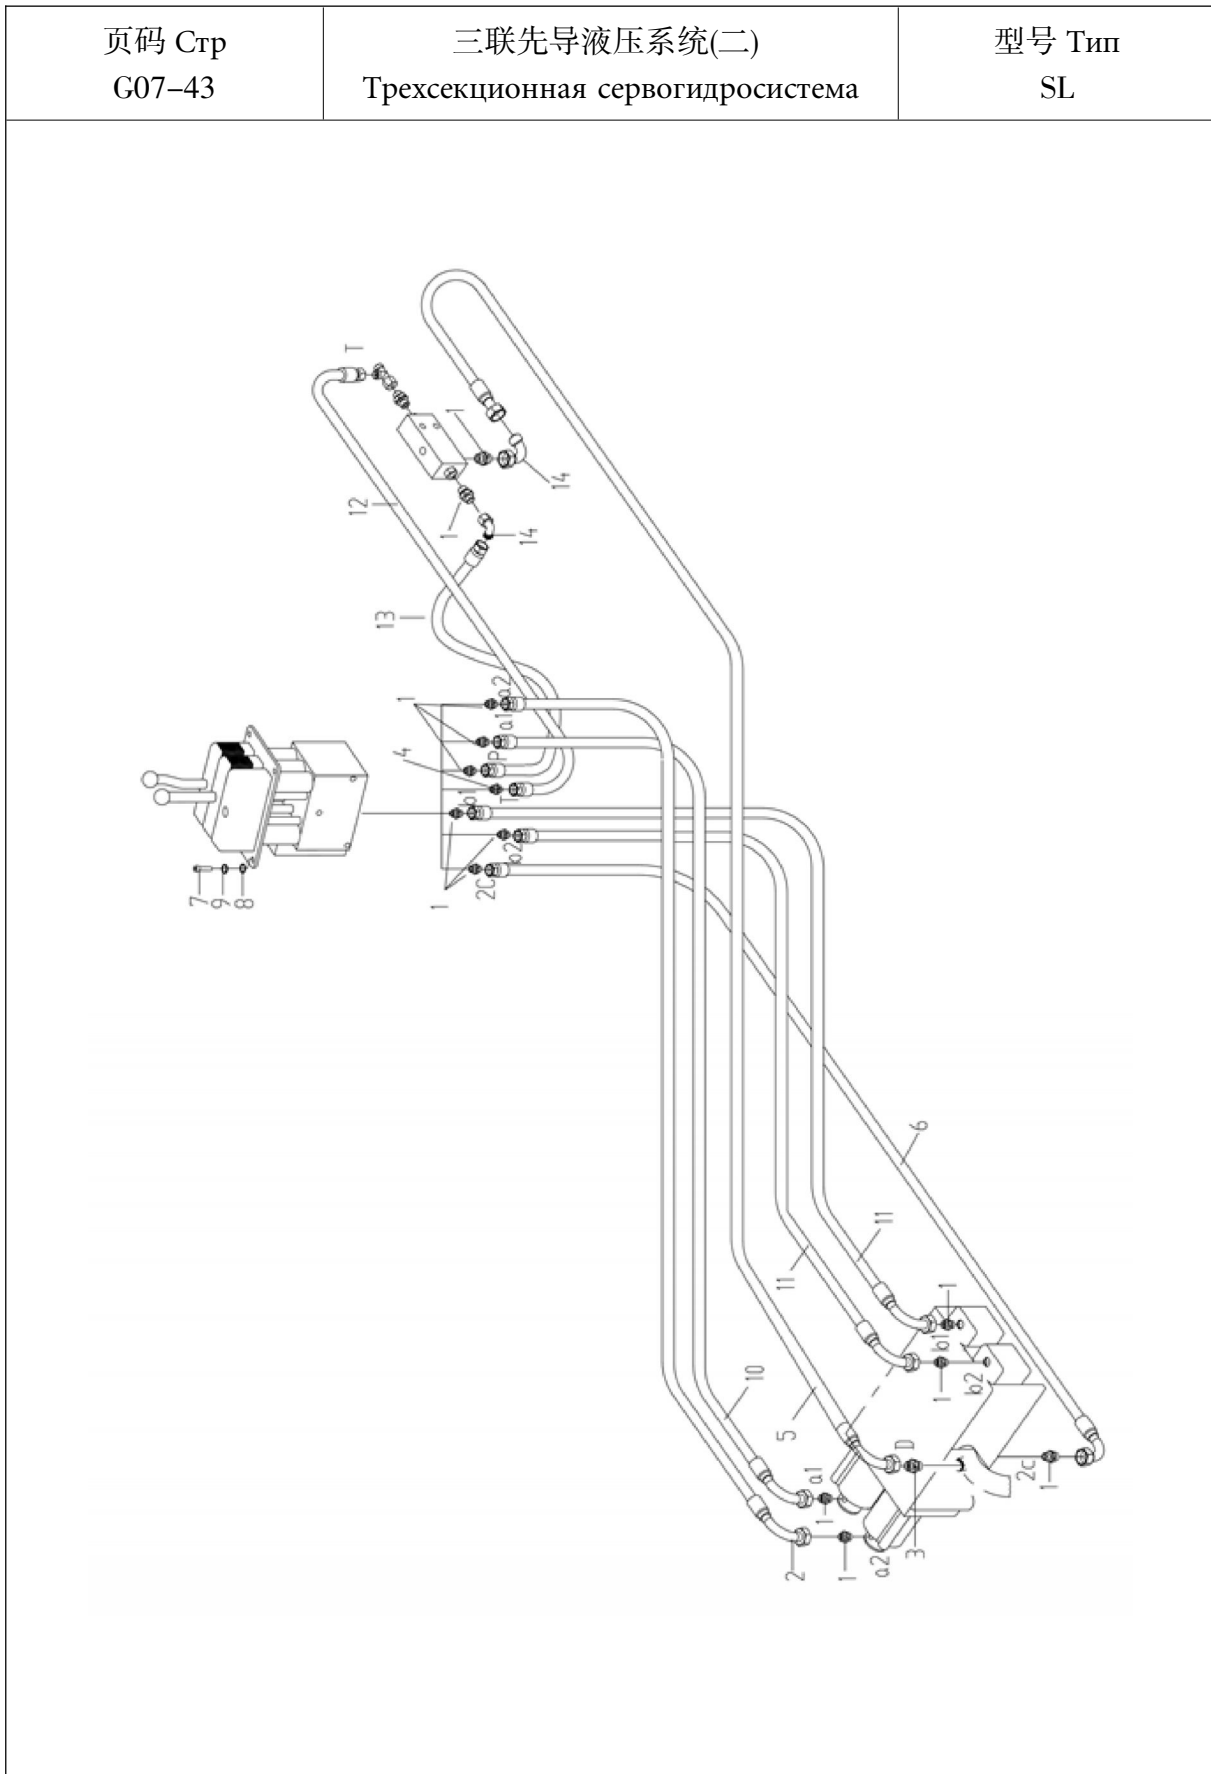 页码 Стр
G07–43
三联先导液压系统(二)
Трехсекционная сервогидросистема
型号 Тип
SL
T
1
14
12
1
14
13
a2
1
a1
P
4
T
b1
b2
2C
1
7
9
8
6
11
11
1
b1
1
b2
10
5
D
2c
1
a1
1
3
a2
1
2